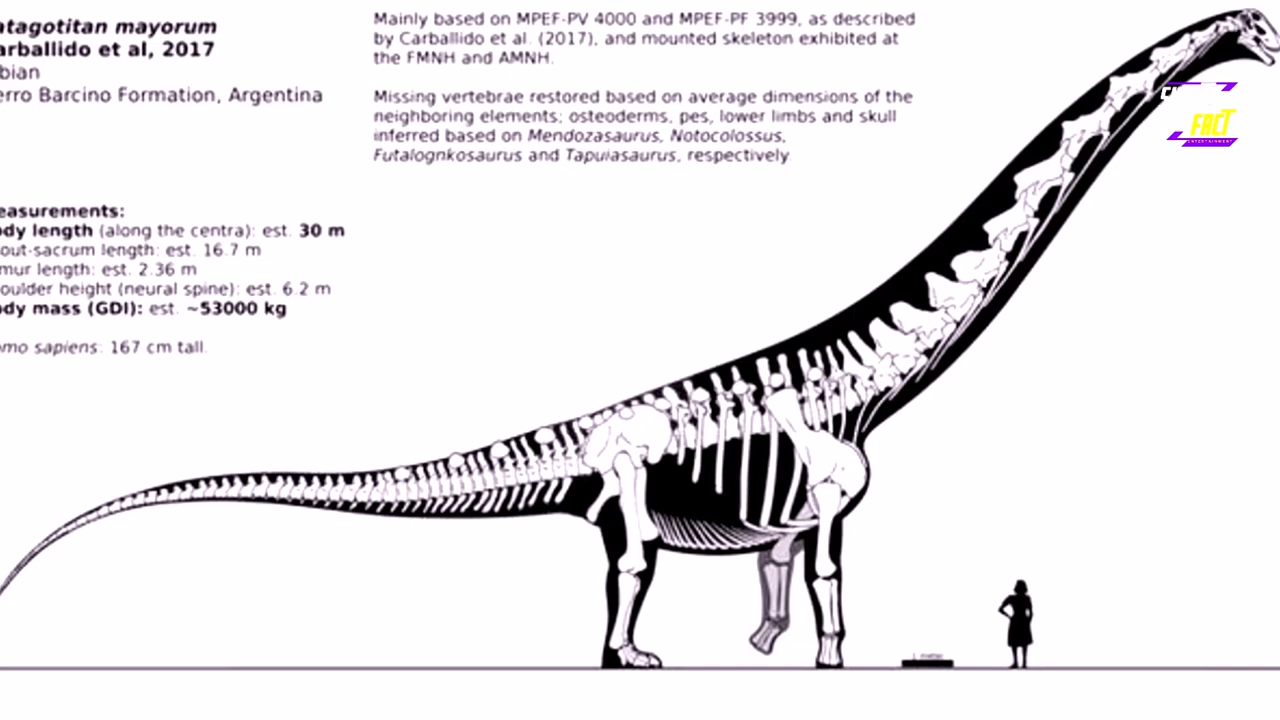 atagotitan mayorum
arballido et al, 2017
bian
erro Barcino Formation, Argentina
Mainly based on MPEF-PV 4000 and MPEF-PF 3999, as described
by Carballido et al. (2017), and mounted skeleton exhibited at
the FMNH and AMNH.
Missing vertebrae restored based on average dimensions of the
neighboring elements; osteoderms, pes, lower limbs and skull
inferred based on Mendozasaurus, Notocolossus,
Futalognkosaurus and Tapuiasaurus, respectively
easurements:
ody length (along the centra): est. 30 m
out-sacrum length: est. 16.7 m
mur length: est. 2.36 m
oulder height (neural spine): est. 6.2 m
ody mass (GDI): est. ~53000 kg
omo sapiens: 167 cm tall.
FACT
ENTERTAINMENT